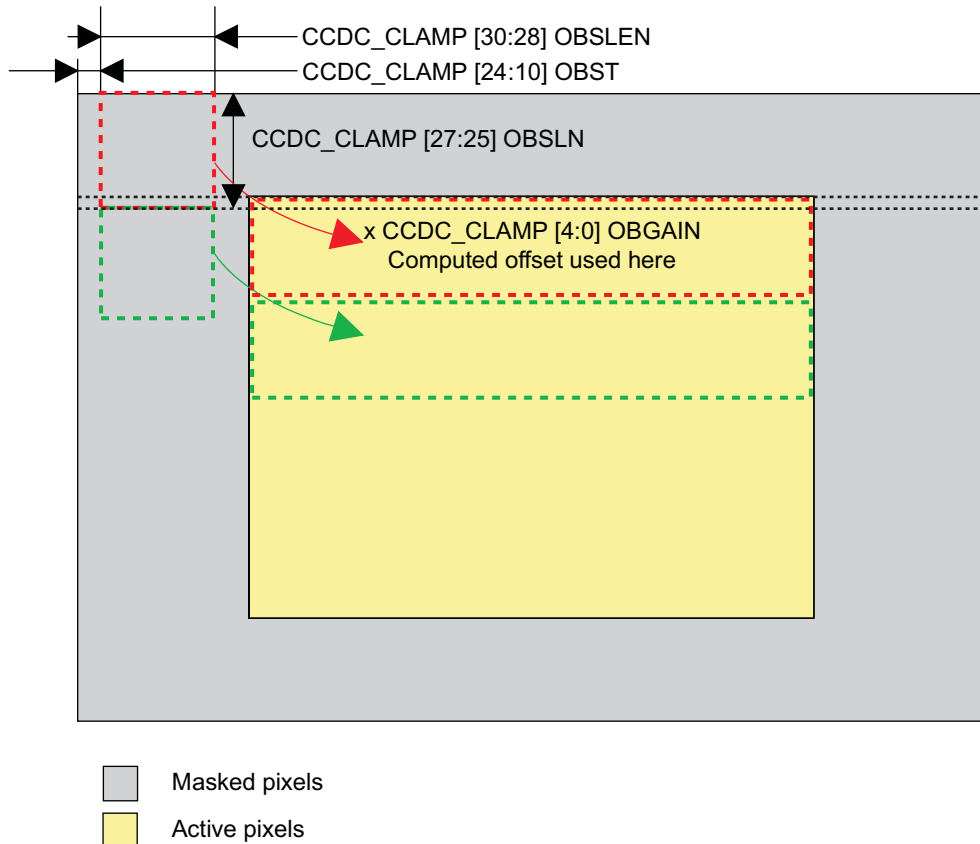 CCDC_CLAMP [30:28] OBSLEN
CCDC_CLAMP [24:10] OBST
CCDC_CLAMP [27:25] OBSLN
x CCDC_CLAMP [4:0] OBGAIN
Computed offset used here
Masked pixels
Active pixels